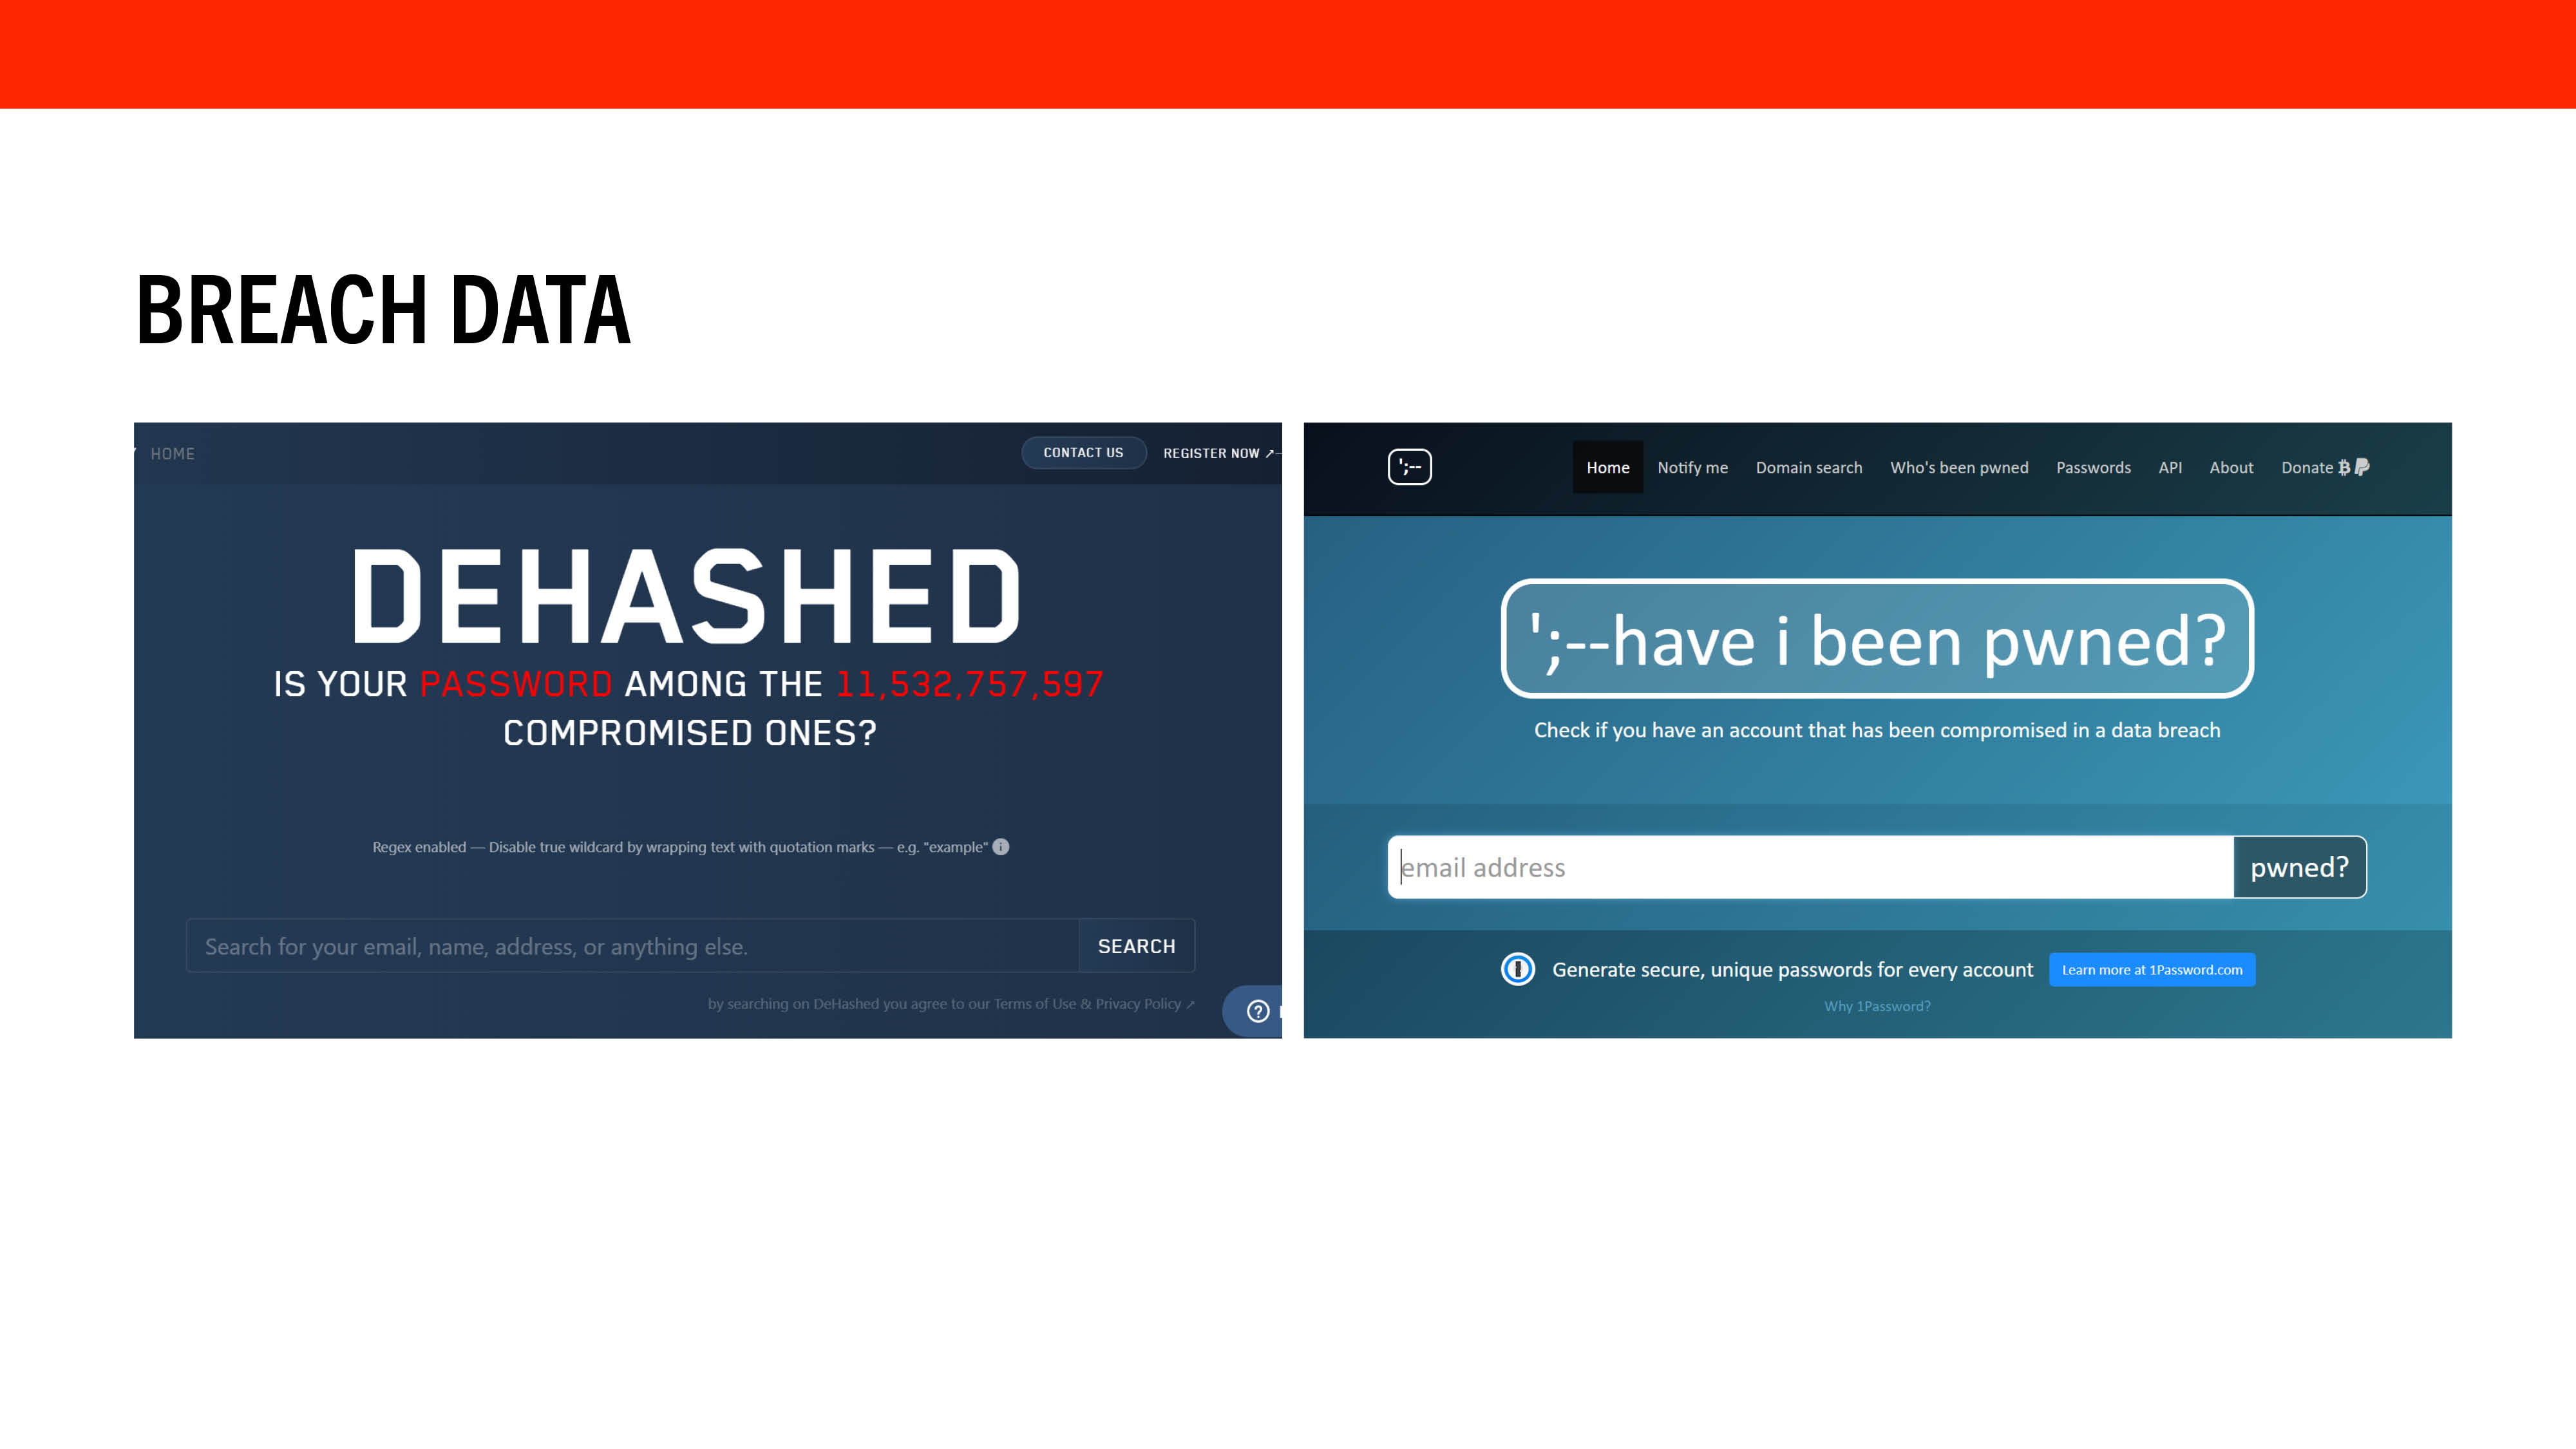 BREACH DATA
HOME
CONTACT US
REGISTER NOW ↗
DEHASHED
IS YOUR PASSWORD AMONG THE 11,532,757,597
COMPROMISED ONES?
Regex enabled — Disable true wildcard by wrapping text with quotation marks — e.g. "example"
Search for your email, name, address, or anything else.
SEARCH
by searching on DeHashed you agree to our Terms of Use & Privacy Policy ↗
';--
Home
Notify me
Domain search
Who's been pwned
Passwords
API
About
Donate
';--have i been pwned?
Check if you have an account that has been compromised in a data breach
email address
pwned?
Generate secure, unique passwords for every account
Learn more at 1Password.com
Why 1Password?